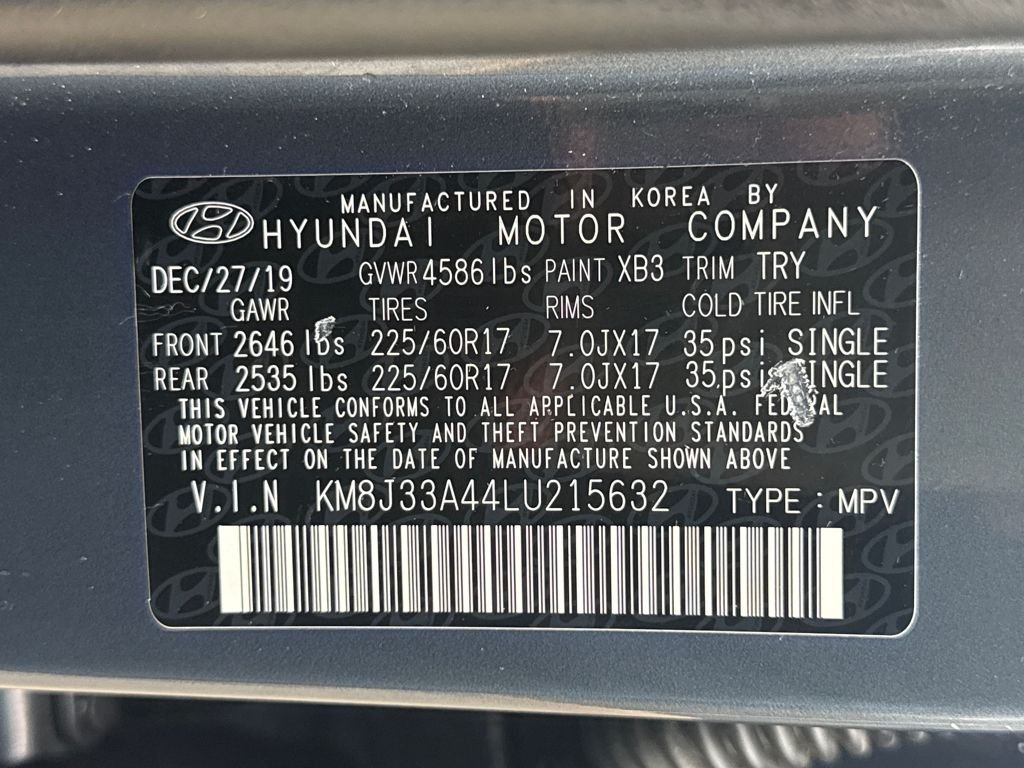 MANUFACTURED IN KOREA BY
HYUNDAI MOTOR COMPANY
DEC/27/19 GVWR 4586 lbs PAINT XB3 TRIM TRY
GAWR TIRES RIMS COLD TIRE INFL
FRONT 2646 lbs 225/60R17 7.0JX17 35 psi SINGLE
REAR 2535 lbs 225/60R17 7.0JX17 35 psi SINGLE
THIS VEHICLE CONFORMS TO ALL APPLICABLE U.S.A. FEDERAL
MOTOR VEHICLE SAFETY AND THEFT PREVENTION STANDARDS
IN EFFECT ON THE DATE OF MANUFACTURE SHOWN ABOVE
V.I.N KM8J33A44LU215632 TYPE : MPV